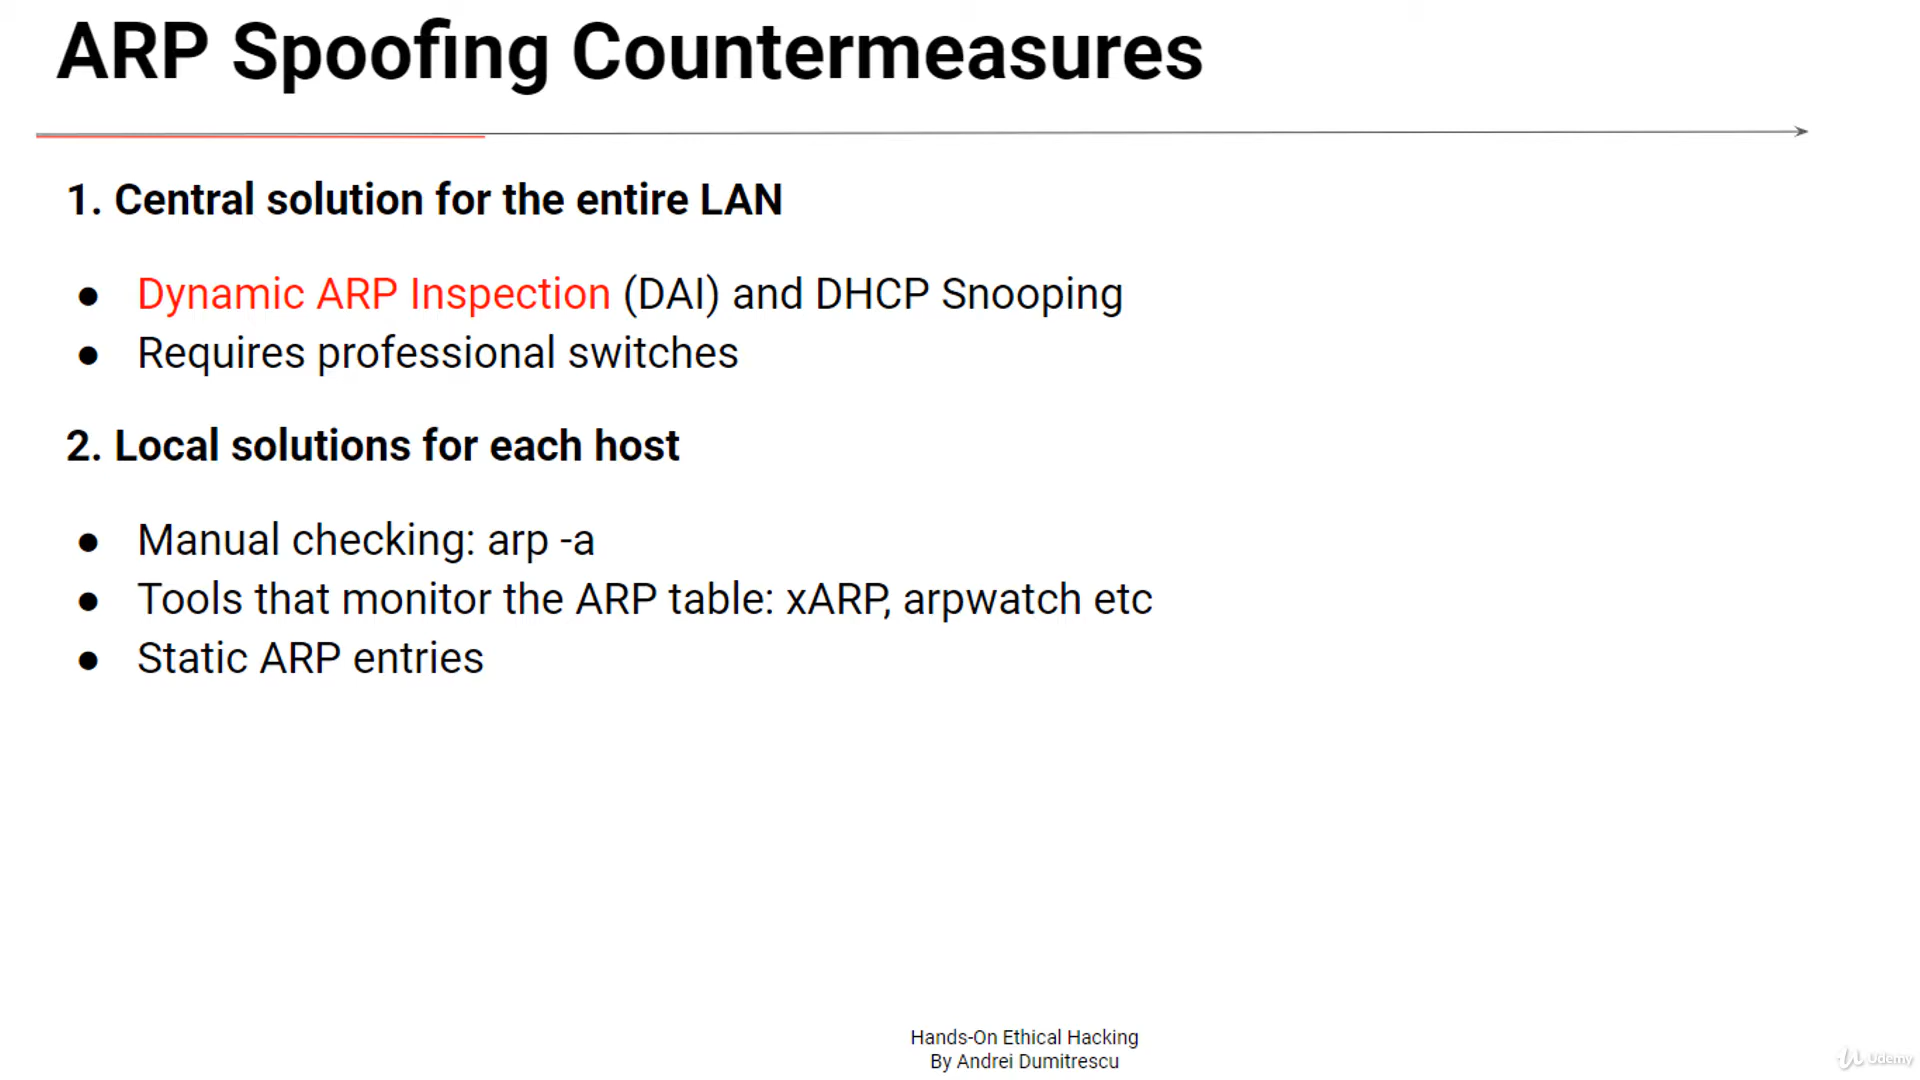 ARP Spoofing Countermeasures
1. Central solution for the entire LAN
● Dynamic ARP Inspection (DAI) and DHCP Snooping
● Requires professional switches
2. Local solutions for each host
● Manual checking: arp -a
● Tools that monitor the ARP table: xARP, arpwatch etc
● Static ARP entries
Hands-On Ethical Hacking
By Andrei Dumitrescu
Udemy